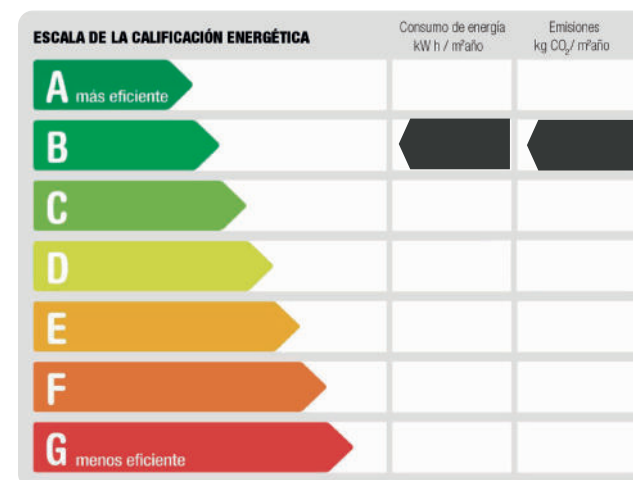 ESCALA DE LA CALIFICACIÓN ENERGÉTICA
Consumo de energía
kW h / m²año
Emisiones
kg CO₂/ m²año
A más eficiente
B
C
D
E
F
G menos eficiente